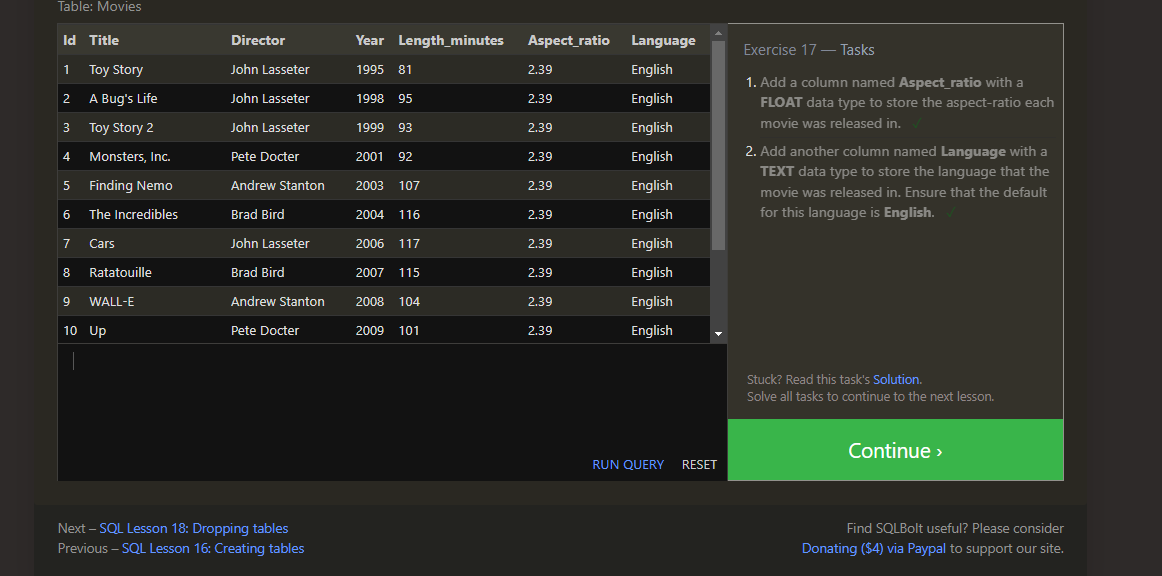 Table: Movies
Id Title Director Year Length_minutes Aspect_ratio Language
1 Toy Story John Lasseter 1995 81 2.39 English
2 A Bug's Life John Lasseter 1998 95 2.39 English
3 Toy Story 2 John Lasseter 1999 93 2.39 English
4 Monsters, Inc. Pete Docter 2001 92 2.39 English
5 Finding Nemo Andrew Stanton 2003 107 2.39 English
6 The Incredibles Brad Bird 2004 116 2.39 English
7 Cars John Lasseter 2006 117 2.39 English
8 Ratatouille Brad Bird 2007 115 2.39 English
9 WALL-E Andrew Stanton 2008 104 2.39 English
10 Up Pete Docter 2009 101 2.39 English
RUN QUERY RESET
Exercise 17 — Tasks
1. Add a column named Aspect_ratio with a
FLOAT data type to store the aspect-ratio each
movie was released in. ✓
2. Add another column named Language with a
TEXT data type to store the language that the
movie was released in. Ensure that the default
for this language is English. ✓
Stuck? Read this task's Solution.
Solve all tasks to continue to the next lesson.
Continue ›
Next – SQL Lesson 18: Dropping tables
Previous – SQL Lesson 16: Creating tables
Find SQLBolt useful? Please consider
Donating ($4) via Paypal to support our site.